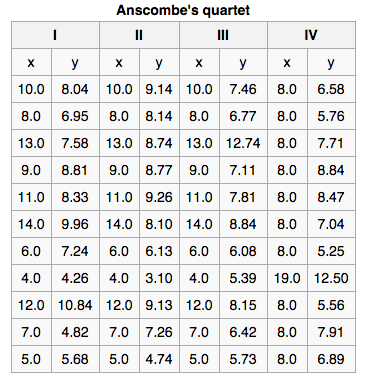 Anscombe's quartet
I II III IV
x y x y x y x y
10.0 8.04 10.0 9.14 10.0 7.46 8.0 6.58
8.0 6.95 8.0 8.14 8.0 6.77 8.0 5.76
13.0 7.58 13.0 8.74 13.0 12.74 8.0 7.71
9.0 8.81 9.0 8.77 9.0 7.11 8.0 8.84
11.0 8.33 11.0 9.26 11.0 7.81 8.0 8.47
14.0 9.96 14.0 8.10 14.0 8.84 8.0 7.04
6.0 7.24 6.0 6.13 6.0 6.08 8.0 5.25
4.0 4.26 4.0 3.10 4.0 5.39 19.0 12.50
12.0 10.84 12.0 9.13 12.0 8.15 8.0 5.56
7.0 4.82 7.0 7.26 7.0 6.42 8.0 7.91
5.0 5.68 5.0 4.74 5.0 5.73 8.0 6.89